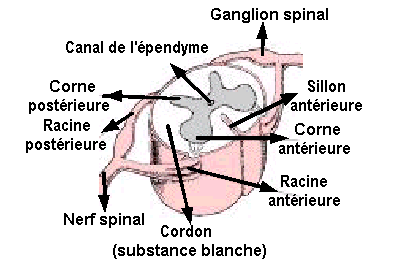 Ganglion spinal
Canal de l'épendyme
Corne
postérieure
Racine
postérieure
Sillon
antérieure
Corne
antérieure
Racine
antérieure
Nerf spinal
Cordon
(substance blanche)